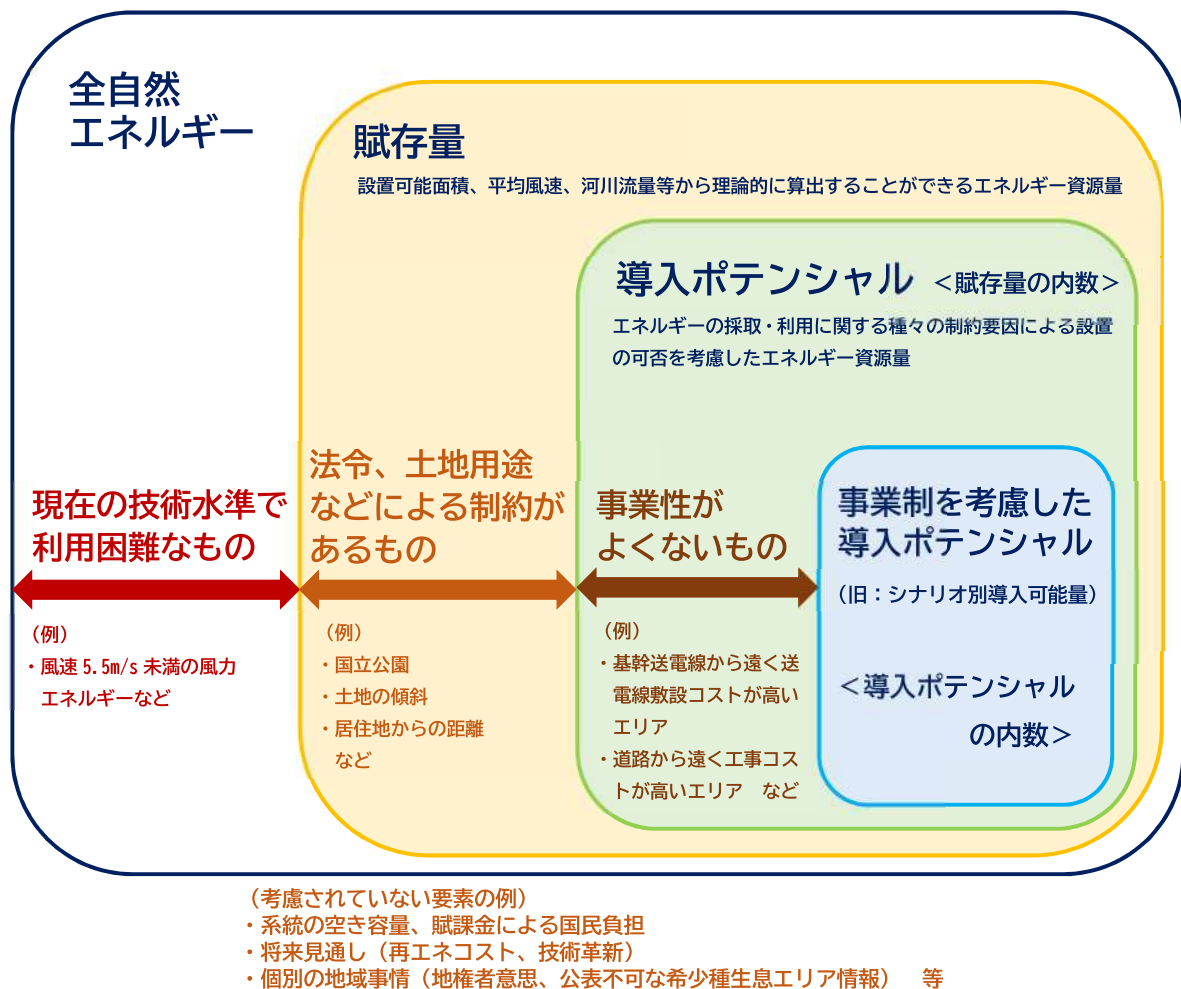 全自然
エネルギー
賦存量
設置可能面積、平均風速、河川流量等から理論的に算出することができるエネルギー資源量
導入ポテンシャル <賦存量の内数>
エネルギーの採取・利用に関する種々の制約要因による設置
の可否を考慮したエネルギー資源量
現在の技術水準で
利用困難なもの
(例)
・風速 5.5m/s 未満の風力
エネルギーなど
法令、土地用途
などによる制約が
あるもの
(例)
・国立公園
・土地の傾斜
・居住地からの距離
など
事業性が
よくないもの
(例)
・基幹送電線から遠く送
電線敷設コストが高い
エリア
・道路から遠く工事コス
トが高いエリア など
事業制を考慮した
導入ポテンシャル
(旧:シナリオ別導入可能量)
<導入ポテンシャル
の内数>
(考慮されていない要素の例)
・系統の空き容量、賦課金による国民負担
・将来見通し(再エネコスト、技術革新)
・個別の地域事情(地権者意思、公表不可な希少種生息エリア情報) 等